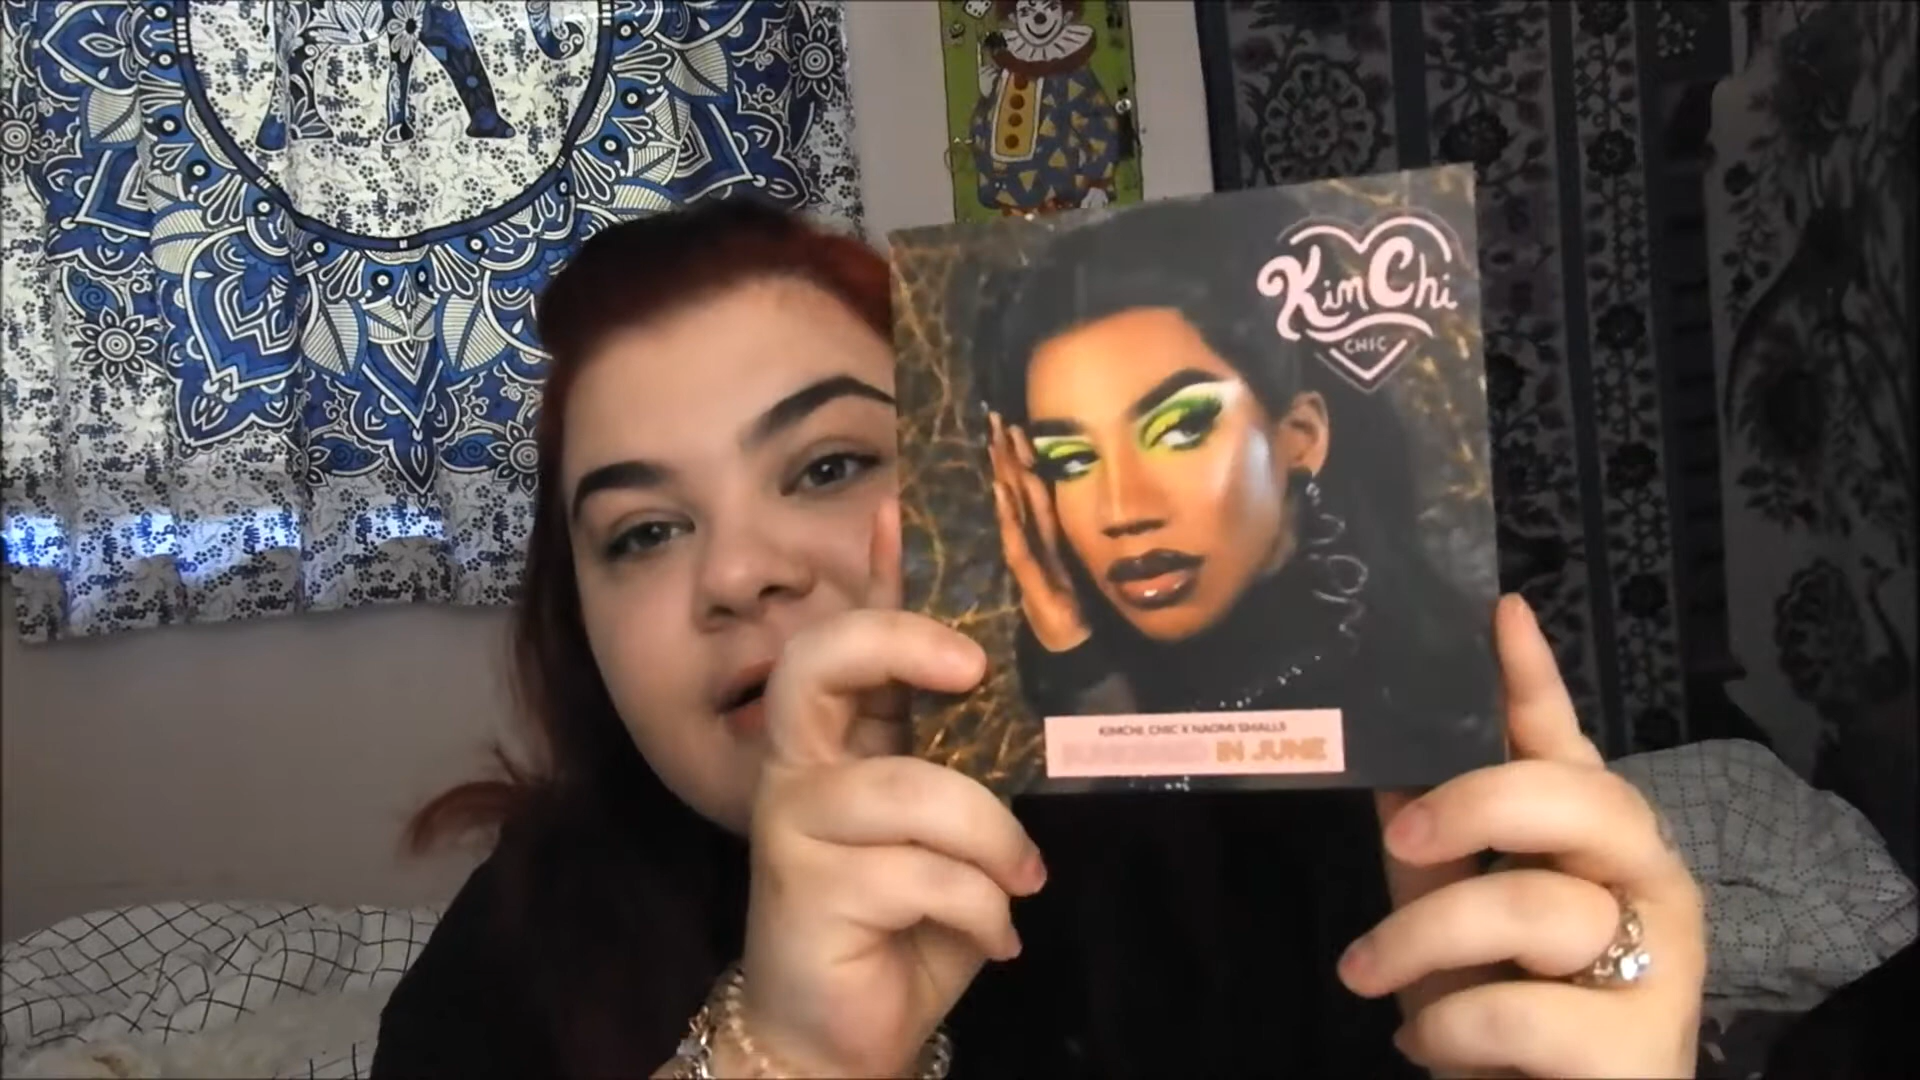 KimChi
CHIC
KIMCHI CHIC X NAOMI SMALLS
IN JUNE